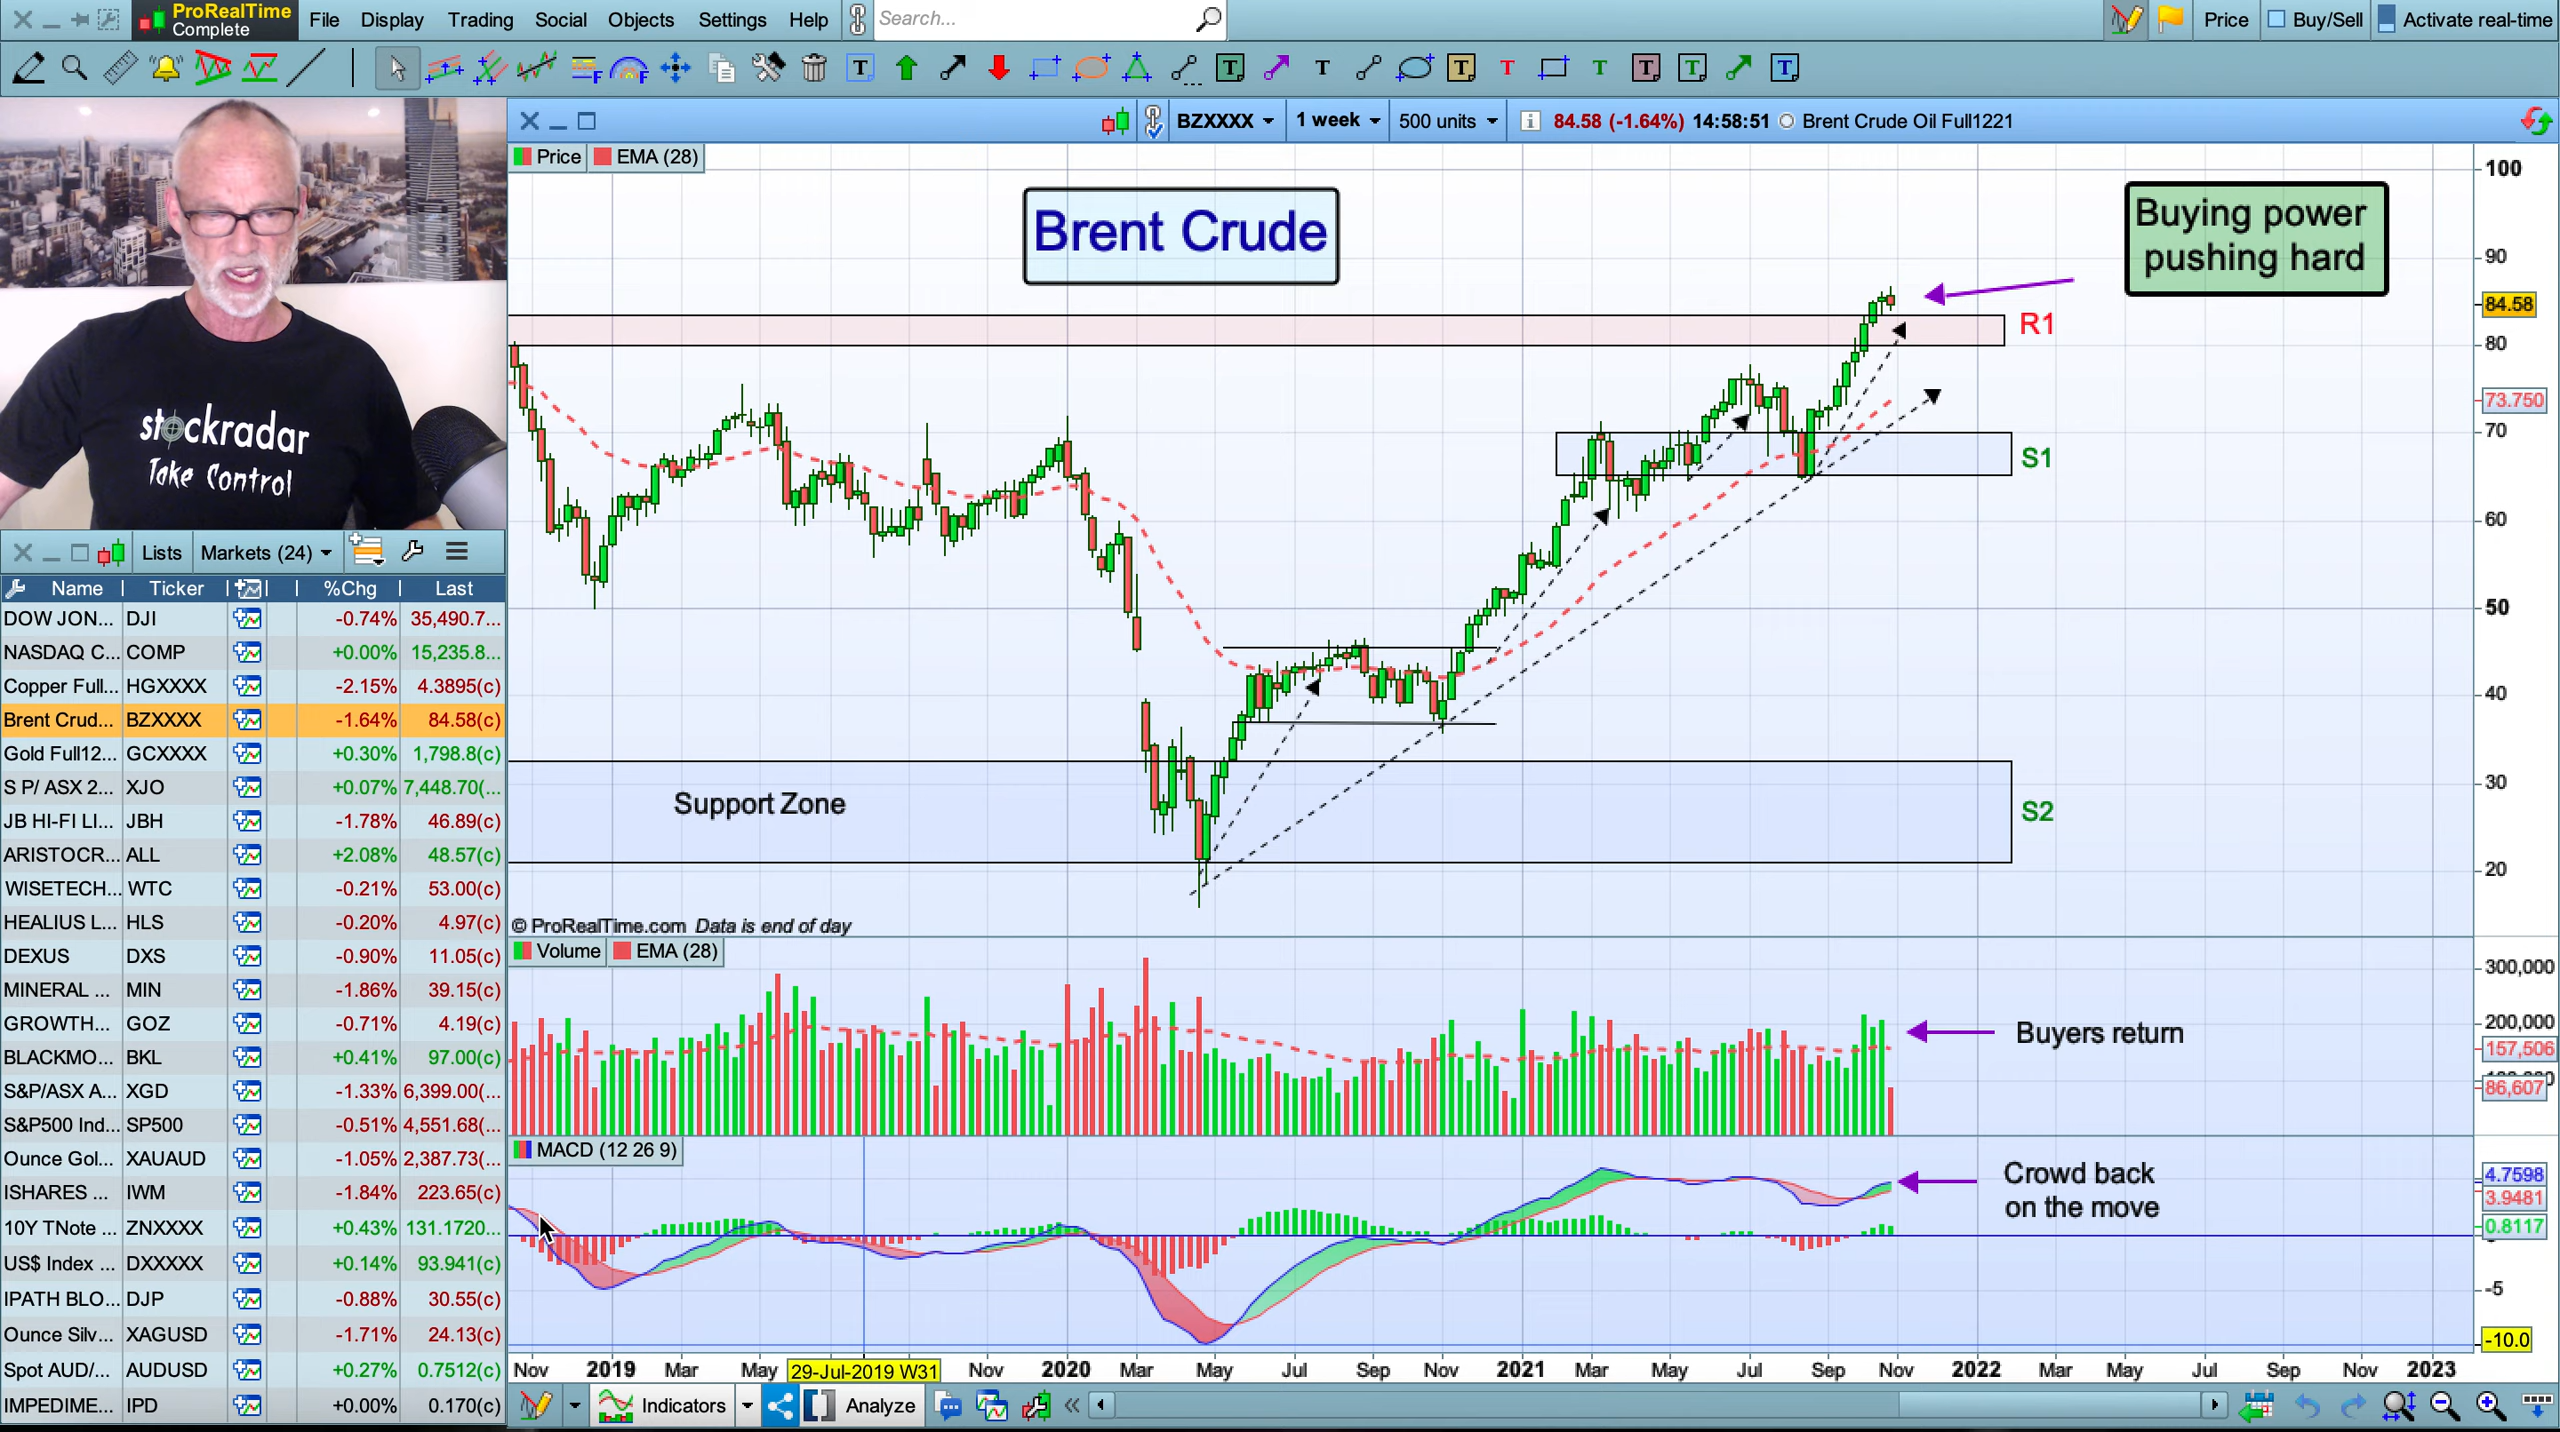 ProRealTime
Complete
File Display Trading Social Objects Settings Help
Search...
Price Buy/Sell Activate real-time
BZXXXX 1 week 500 units 84.58 (-1.64%) 14:58:51 Brent Crude Oil Full1221
Price EMA (28)
Brent Crude
Buying power
pushing hard
100
90
84.58
R1
80
73.750
70
S1
60
50
40
30
S2
20
Support Zone
© ProRealTime.com Data is end of day
Volume EMA (28)
300,000
200,000
157,506
86,607
Buyers return
MACD (12 26 9)
Crowd back
on the move
4.7598
3.9481
0.8117
-5
-10.0
Nov 2019 Mar May 29-Jul-2019 W31 Nov 2020 Mar May Jul Sep Nov 2021 Mar May Jul Sep Nov 2022 Mar May Jul Sep Nov 2023
Indicators Analyze
stockradar
Take Control
Lists Markets (24)
Name Ticker %Chg Last
DOW JON... DJI -0.74% 35,490.7...
NASDAQ C... COMP +0.00% 15,235.8...
Copper Full... HGXXXX -2.15% 4.3895(c)
Brent Crud... BZXXXX -1.64% 84.58(c)
Gold Full12... GCXXXX +0.30% 1,798.8(c)
S P/ ASX 2... XJO +0.07% 7,448.70(...
JB HI-FI LI... JBH -1.78% 46.89(c)
ARISTOCR... ALL +2.08% 48.57(c)
WISETECH... WTC -0.21% 53.00(c)
HEALIUS L... HLS -0.20% 4.97(c)
DEXUS DXS -0.90% 11.05(c)
MINERAL ... MIN -1.86% 39.15(c)
GROWTH... GOZ -0.71% 4.19(c)
BLACKMO... BKL +0.41% 97.00(c)
S&P/ASX A... XGD -1.33% 6,399.00(...
S&P500 Ind... SP500 -0.51% 4,551.68(...
Ounce Gol... XAUAUD -1.05% 2,387.73(...
ISHARES ... IWM -1.84% 223.65(c)
10Y TNote ... ZNXXXX +0.43% 131.1720...
US$ Index ... DXXXXX +0.14% 93.941(c)
IPATH BLO... DJP -0.88% 30.55(c)
Ounce Silv... XAGUSD -1.71% 24.13(c)
Spot AUD/... AUDUSD +0.27% 0.7512(c)
IMPEDIME... IPD +0.00% 0.170(c)